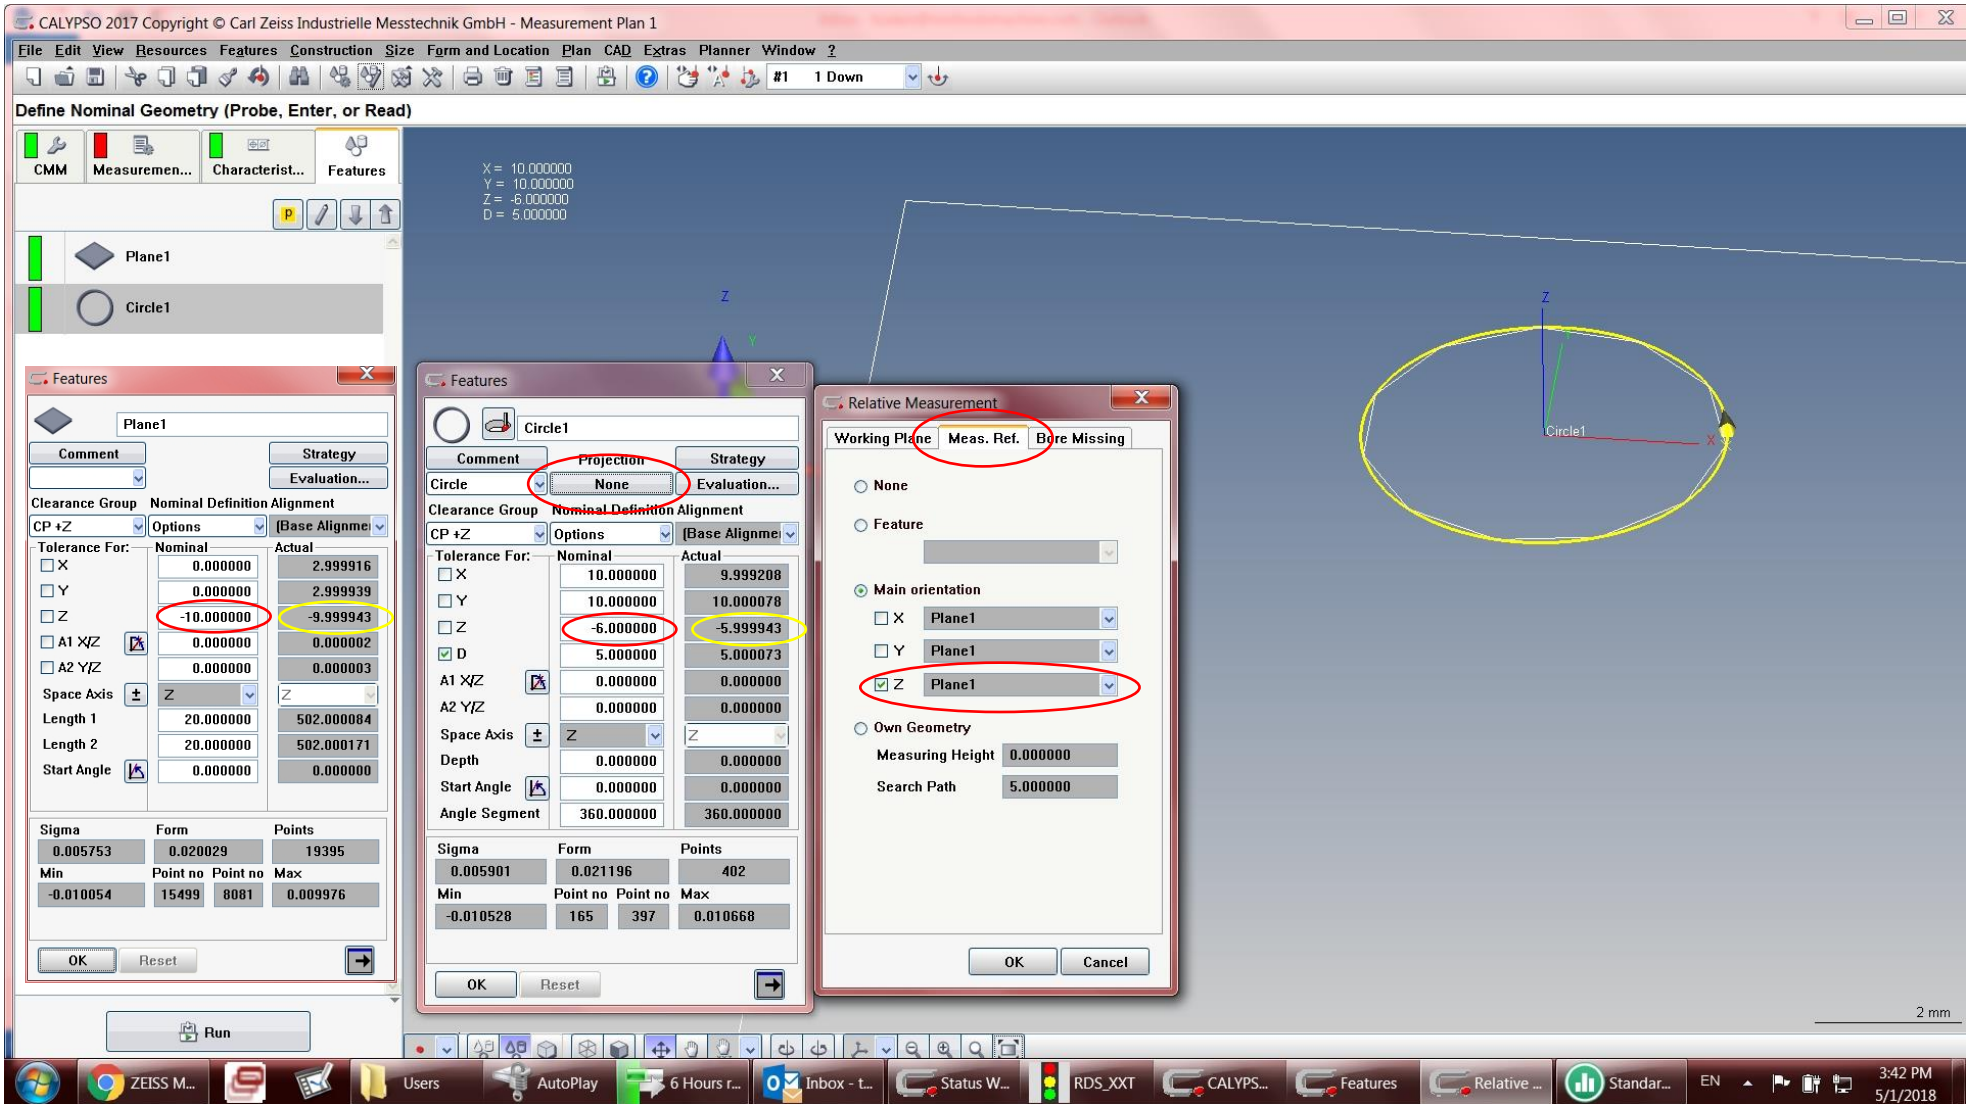 CALYPSO 2017 Copyright © Carl Zeiss Industrielle Messtechnik GmbH - Measurement Plan 1
File Edit View Resources Features Construction Size Form and Location Plan CAD Extras Planner Window ?
#1 1 Down
Define Nominal Geometry (Probe, Enter, or Read)
CMM Measuremen... Characterist... Features
P
Plane1
Circle1
X = 10.000000
Y = 10.000000
Z = -6.000000
D = 5.000000
Z
Y
Z
Circle1
X
2 mm
Features
Plane1
Comment Strategy
Evaluation...
Clearance Group Nominal Definition Alignment
CP +Z Options (Base Alignmer
Tolerance For: Nominal Actual
X 0.000000 2.999916
Y 0.000000 2.999939
Z -10.000000 -9.999943
A1 X/Z 0.000000 0.000002
A2 Y/Z 0.000000 0.000003
Space Axis ± Z Z
Length 1 20.000000 502.000084
Length 2 20.000000 502.000171
Start Angle 0.000000 0.000000
Sigma Form Points
0.005753 0.020029 19395
Min Point no Point no Max
-0.010054 15499 8081 0.009976
OK Reset
Run
Features
Circle1
Comment Projection Strategy
Circle None Evaluation...
Clearance Group Nominal Definition Alignment
CP +Z Options (Base Alignmer
Tolerance For: Nominal Actual
X 10.000000 9.999208
Y 10.000000 10.000078
Z -6.000000 -5.999943
D 5.000000 5.000073
A1 X/Z 0.000000 0.000000
A2 Y/Z 0.000000 0.000000
Space Axis ± Z Z
Depth 0.000000 0.000000
Start Angle 0.000000 0.000000
Angle Segment 360.000000 360.000000
Sigma Form Points
0.005901 0.021196 402
Min Point no Point no Max
-0.010528 165 397 0.010668
OK Reset
Relative Measurement
Working Plane Meas. Ref. Bore Missing
None
Feature
Main orientation
X Plane1
Y Plane1
Z Plane1
Own Geometry
Measuring Height 0.000000
Search Path 5.000000
OK Cancel
ZEISS M... Users AutoPlay 6 Hours r... Inbox - t... Status W... RDS_XXT CALYPS... Features Relative ... Standar... EN 3:42 PM
5/1/2018